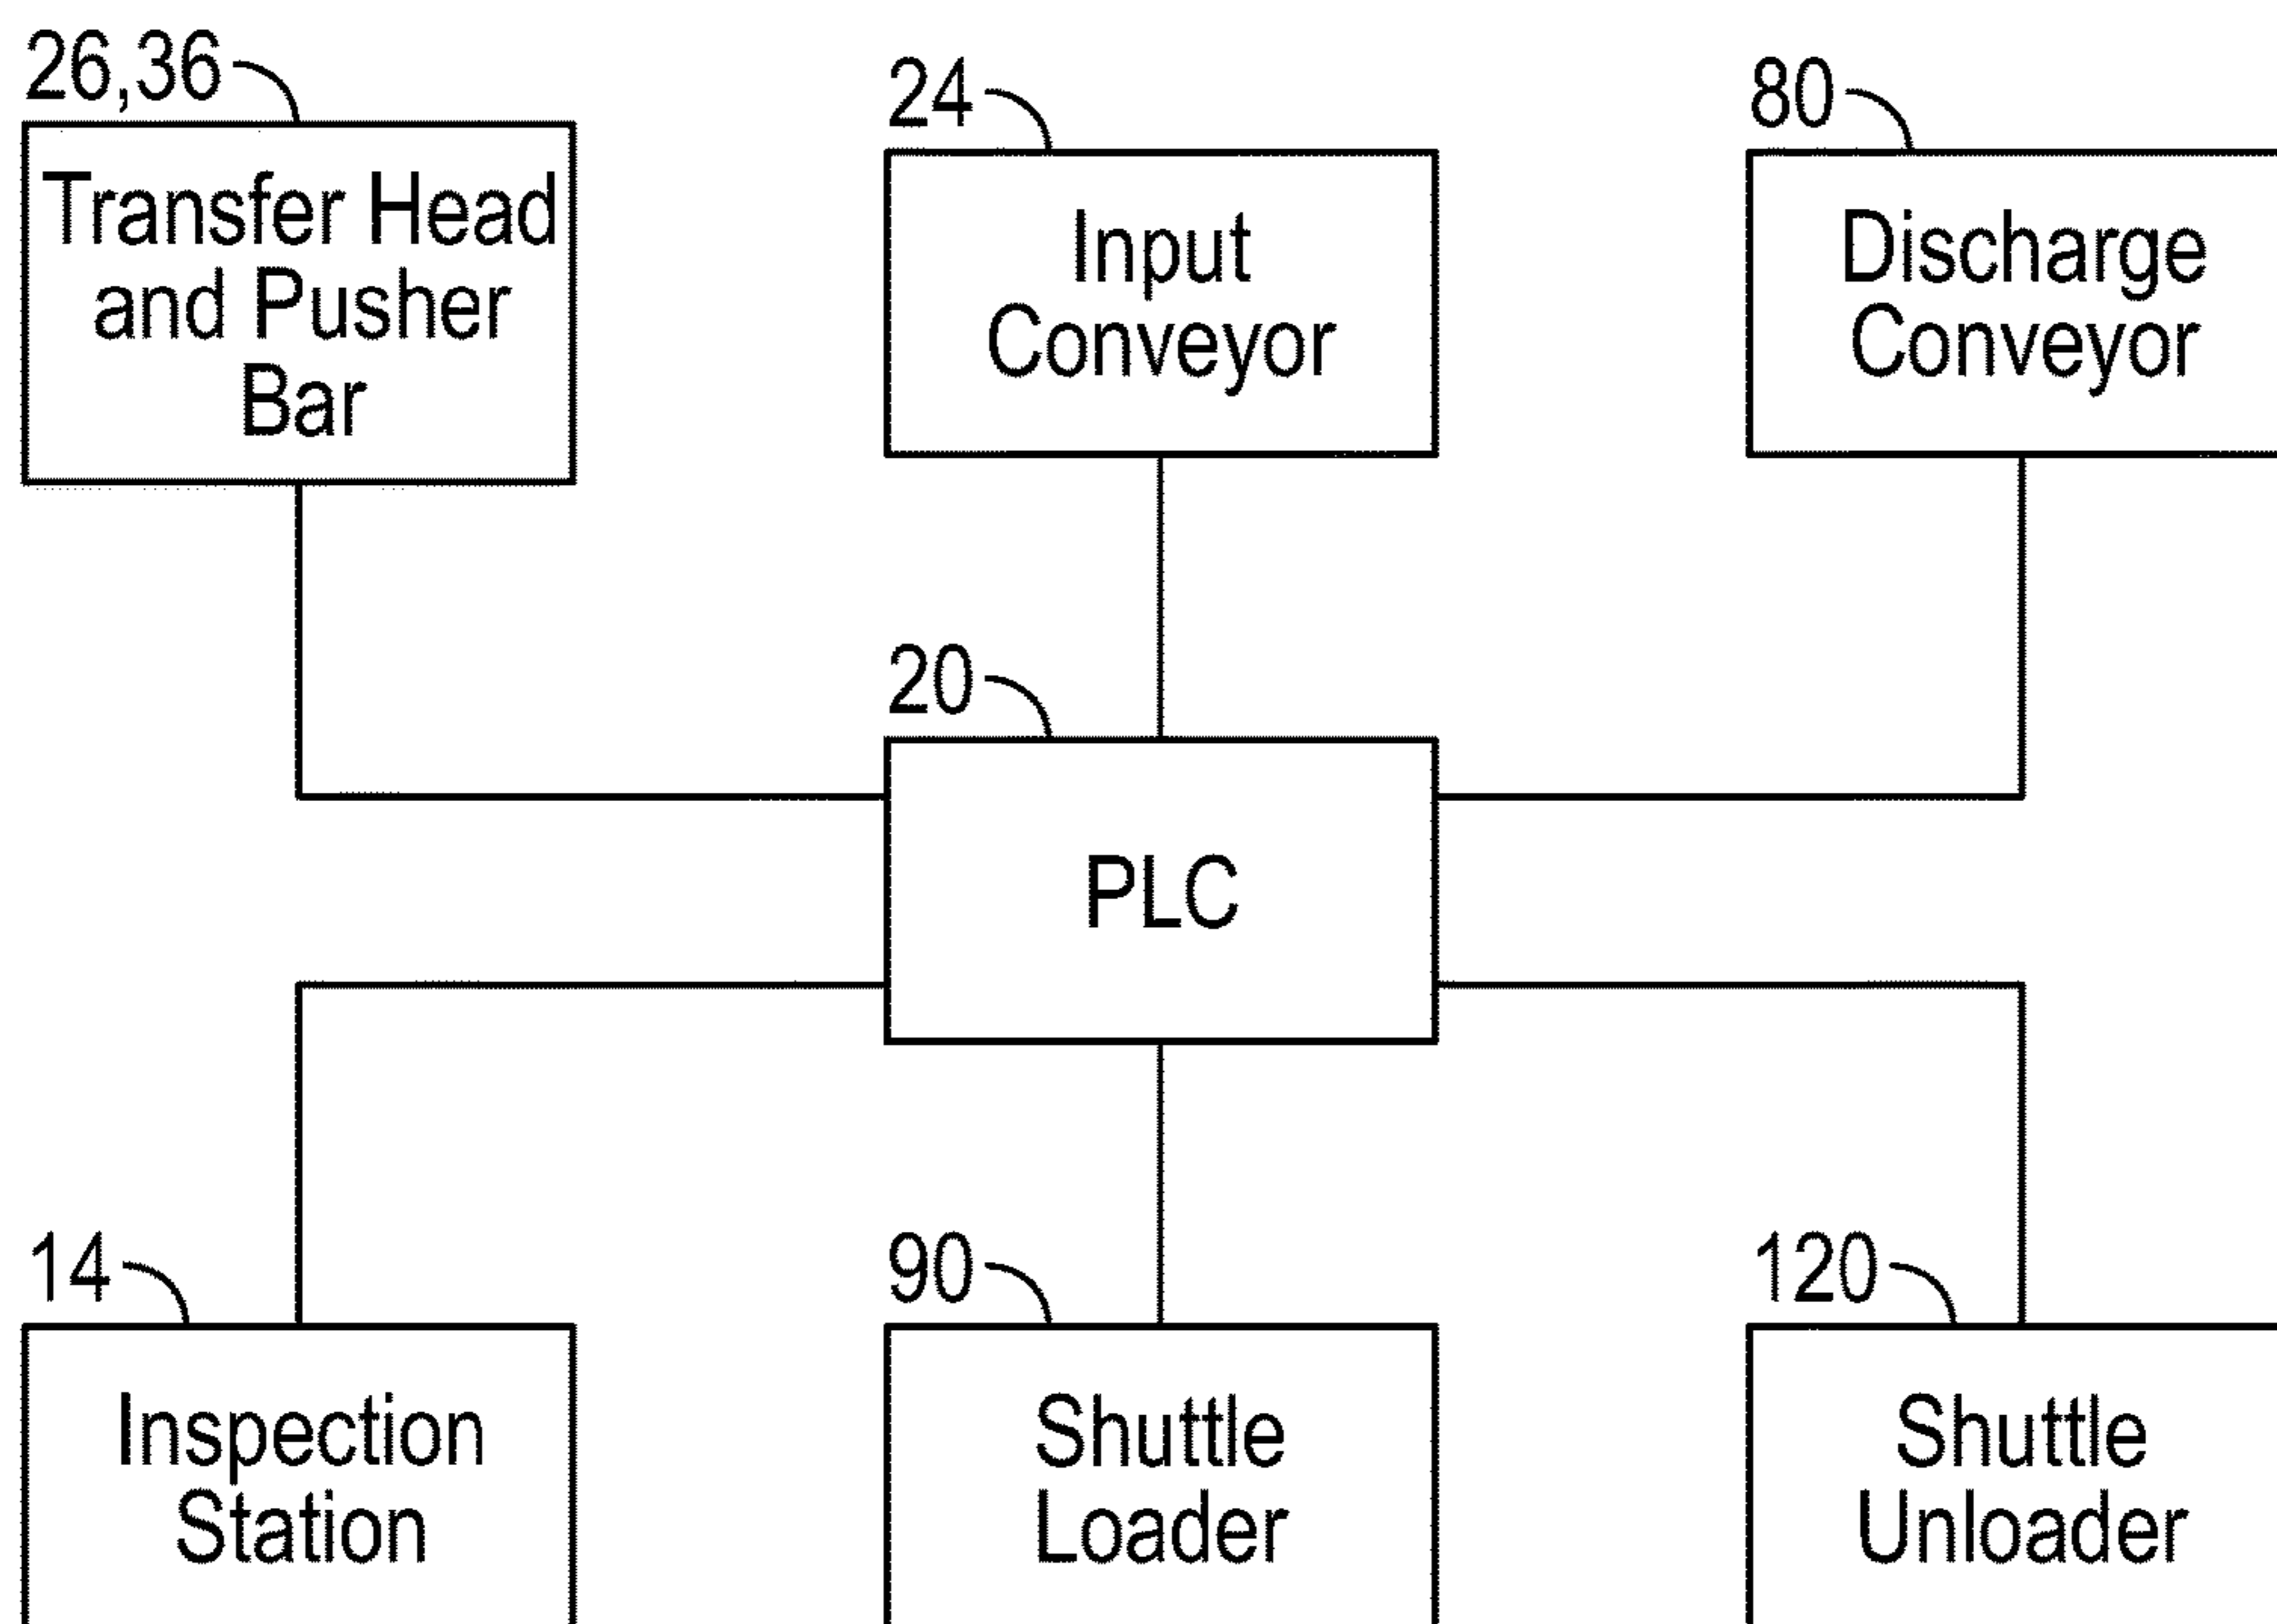 26,36
Transfer Head
and Pusher
Bar
24
Input
Conveyor
80
Discharge
Conveyor
20
PLC
14
Inspection
Station
90
Shuttle
Loader
120
Shuttle
Unloader